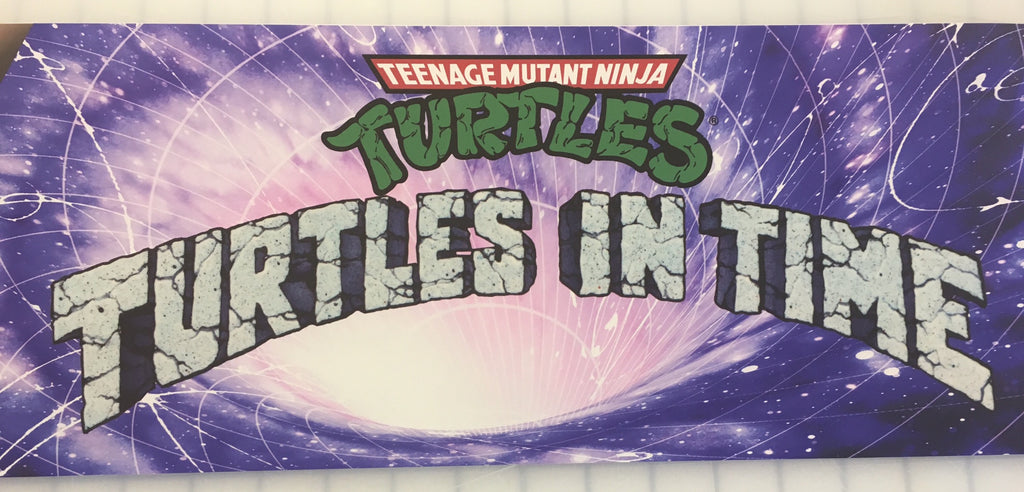 TEENAGE MUTANT NINJA
TURTLES®
TURTLES IN TIME